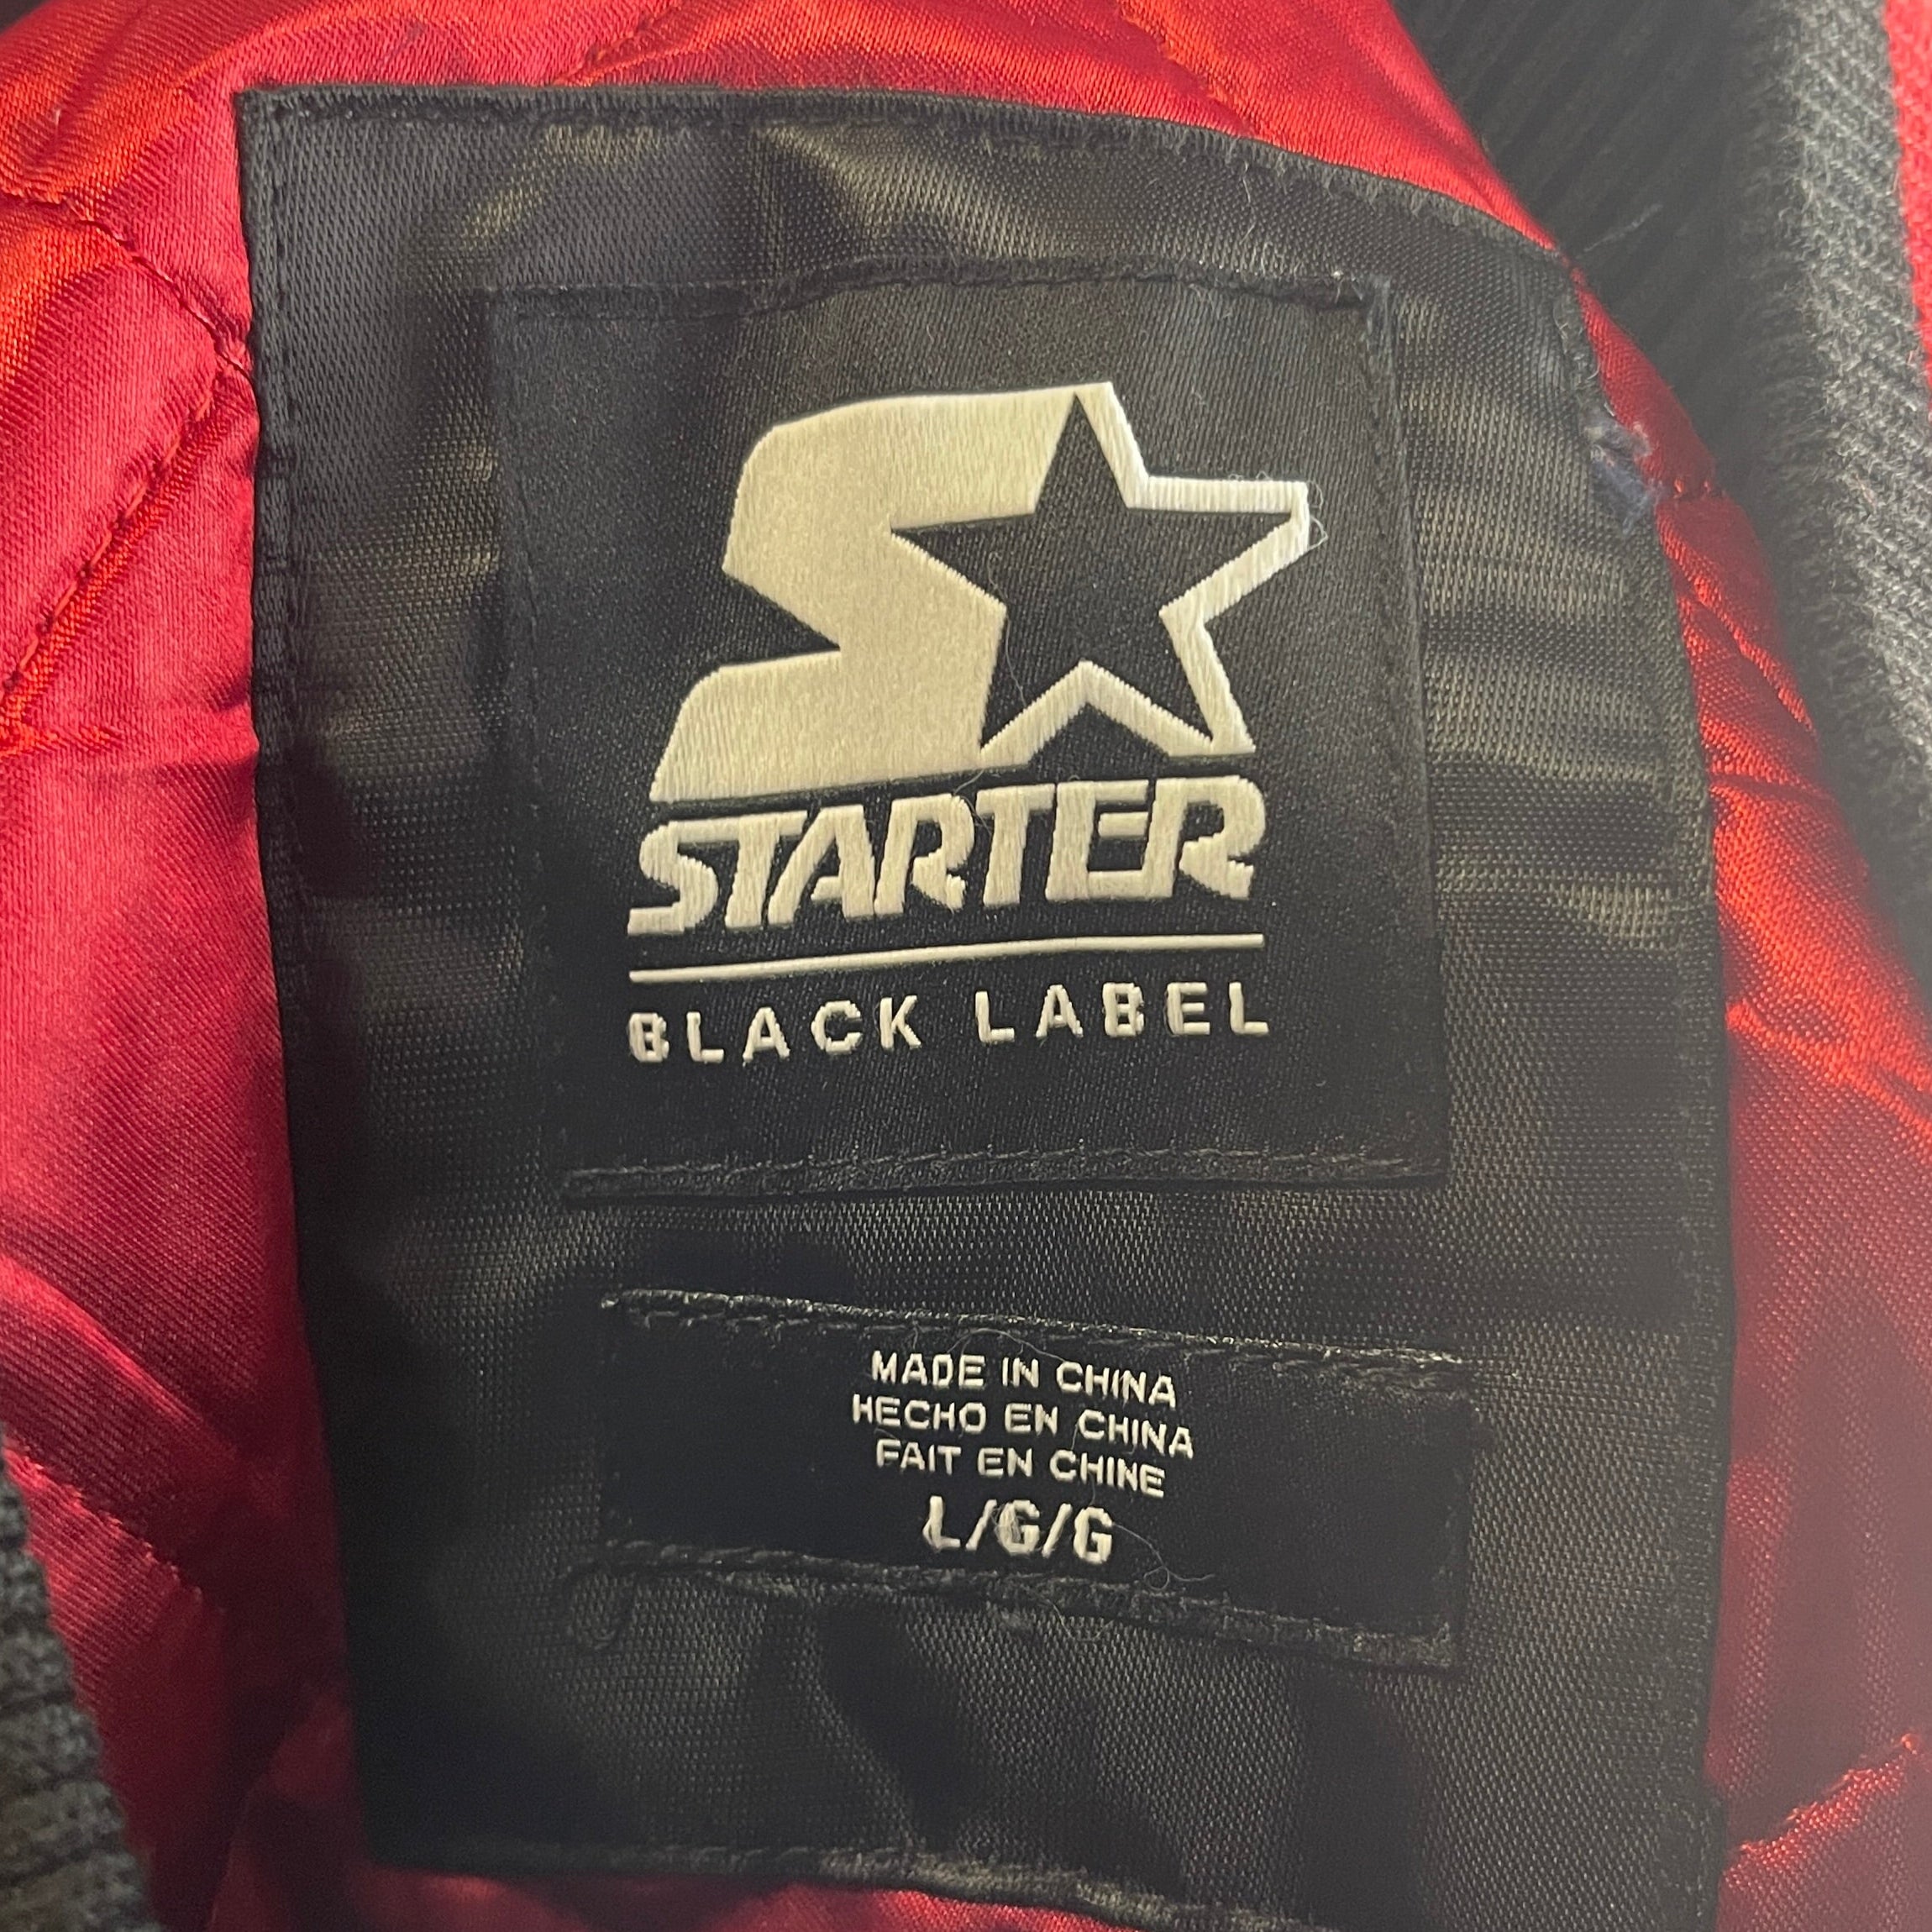 STARTER
BLACK LABEL
MADE IN CHINA
HECHO EN CHINA
FAIT EN CHINE
L/G/G